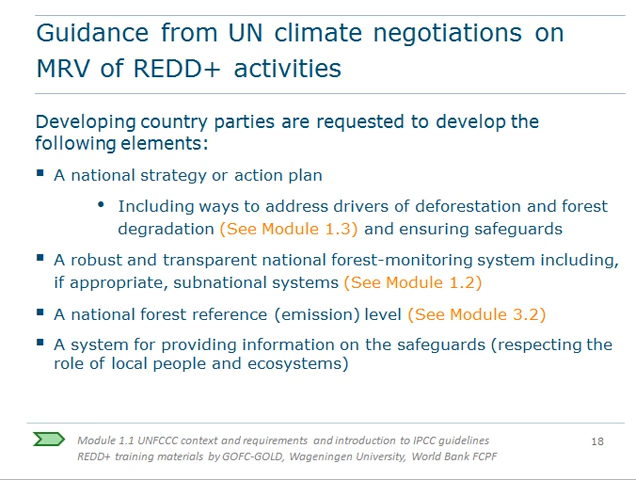 Guidance from UN climate negotiations on
MRV of REDD+ activities
Developing country parties are requested to develop the
following elements:
▪ A national strategy or action plan
• Including ways to address drivers of deforestation and forest
degradation (See Module 1.3) and ensuring safeguards
▪ A robust and transparent national forest-monitoring system including,
if appropriate, subnational systems (See Module 1.2)
▪ A national forest reference (emission) level (See Module 3.2)
▪ A system for providing information on the safeguards (respecting the
role of local people and ecosystems)
Module 1.1 UNFCCC context and requirements and introduction to IPCC guidelines
REDD+ training materials by GOFC-GOLD, Wageningen University, World Bank FCPF
18